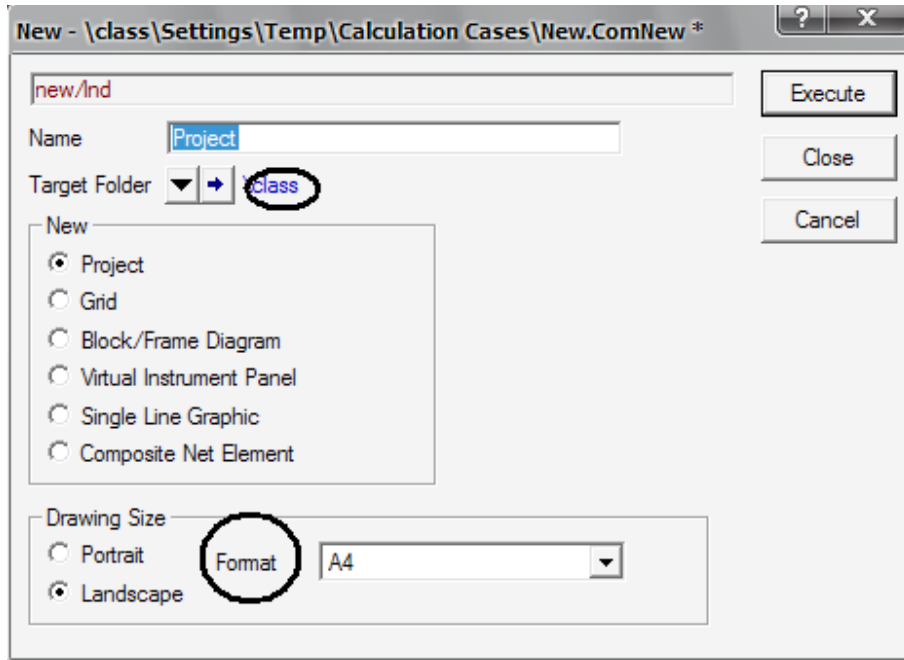 New - \class\Settings\Temp\Calculation Cases\New.ComNew *
? X
new/lnd
Execute
Name Project
Close
Target Folder \class
Cancel
New
Project
Grid
Block/Frame Diagram
Virtual Instrument Panel
Single Line Graphic
Composite Net Element
Drawing Size
Portrait
Format A4
Landscape